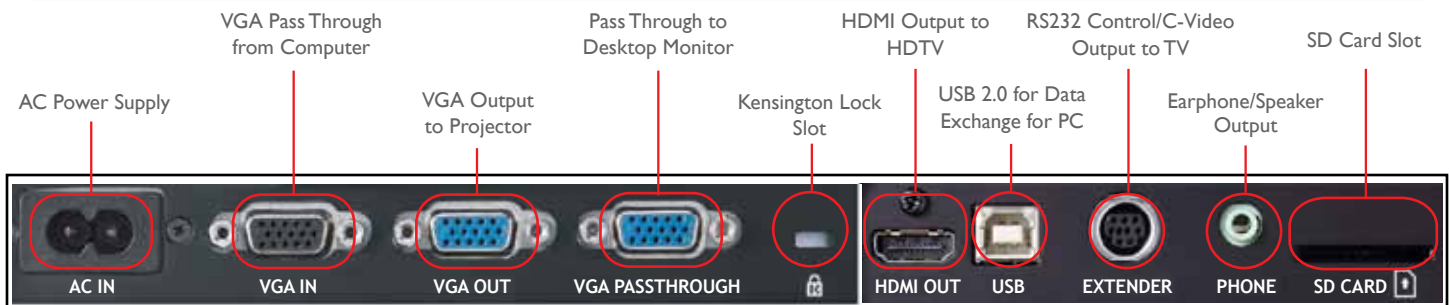 VGA Pass Through
from Computer
Pass Through to
Desktop Monitor
HDMI Output to
HDTV
RS232 Control/C-Video
Output to TV
SD Card Slot
AC Power Supply
VGA Output
to Projector
Kensington Lock
Slot
USB 2.0 for Data
Exchange for PC
Earphone/Speaker
Output
AC IN
VGA IN
VGA OUT
VGA PASSTHROUGH
HDMI OUT
USB
EXTENDER
PHONE
SD CARD